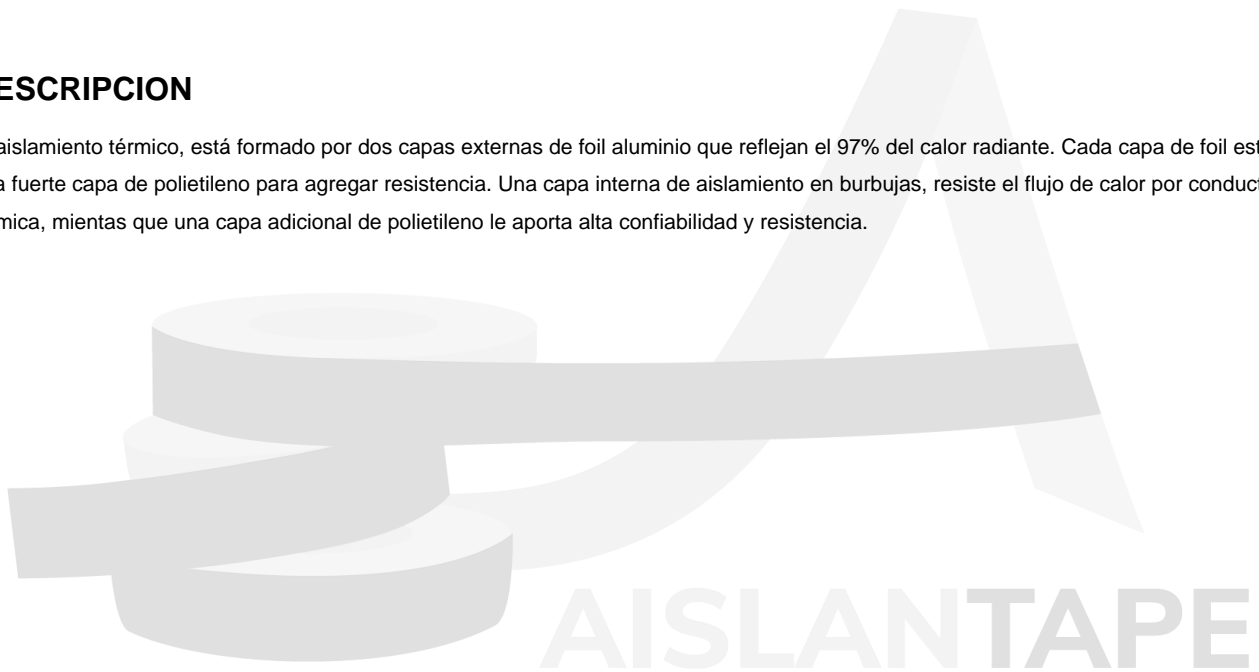 ESCRIPCION
aislamiento térmico, está formado por dos capas externas de foil aluminio que reflejan el 97% del calor radiante. Cada capa de foil est
a fuerte capa de polietileno para agregar resistencia. Una capa interna de aislamiento en burbujas, resiste el flujo de calor por conduct
mica, mientas que una capa adicional de polietileno le aporta alta confiabilidad y resistencia.
AISLANTAPE